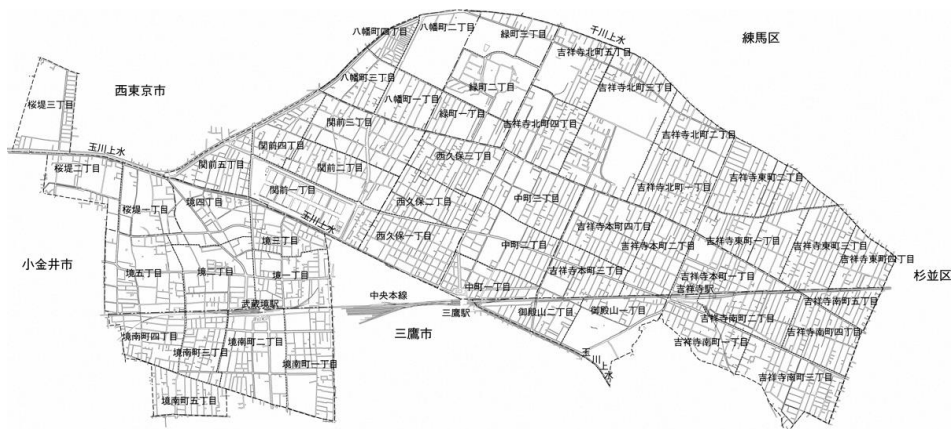 八幡町四丁目
八幡町二丁目
緑町三丁目
千川上水
練馬区
吉祥寺北町五丁目
西東京市
桜堤三丁目
八幡町三丁目
八幡町一丁目
緑町二丁目
吉祥寺北町三丁目
関前三丁目
緑町一丁目
吉祥寺北町四丁目
吉祥寺北町二丁目
玉川上水
関前四丁目
西久保三丁目
桜堤二丁目
関前五丁目
関前二丁目
吉祥寺東町二丁目
関前一丁目
吉祥寺北町一丁目
桜堤一丁目
境四丁目
西久保二丁目
中町三丁目
玉川上水
吉祥寺本町四丁目
境三丁目
西久保一丁目
中町二丁目
吉祥寺本町二丁目
吉祥寺東町一丁目
吉祥寺東町三丁目
吉祥寺東町四丁目
小金井市
境五丁目
境二丁目
境一丁目
吉祥寺本町三丁目
吉祥寺本町一丁目
杉並区
中町一丁目
吉祥寺駅
中央本線
武蔵境駅
三鷹駅
御殿山二丁目
御殿山一丁目
吉祥寺南町五丁目
吉祥寺南町二丁目
三鷹市
境南町四丁目
境南町二丁目
吉祥寺南町四丁目
吉祥寺南町一丁目
境南町三丁目
玉川上水
境南町一丁目
吉祥寺南町三丁目
境南町五丁目